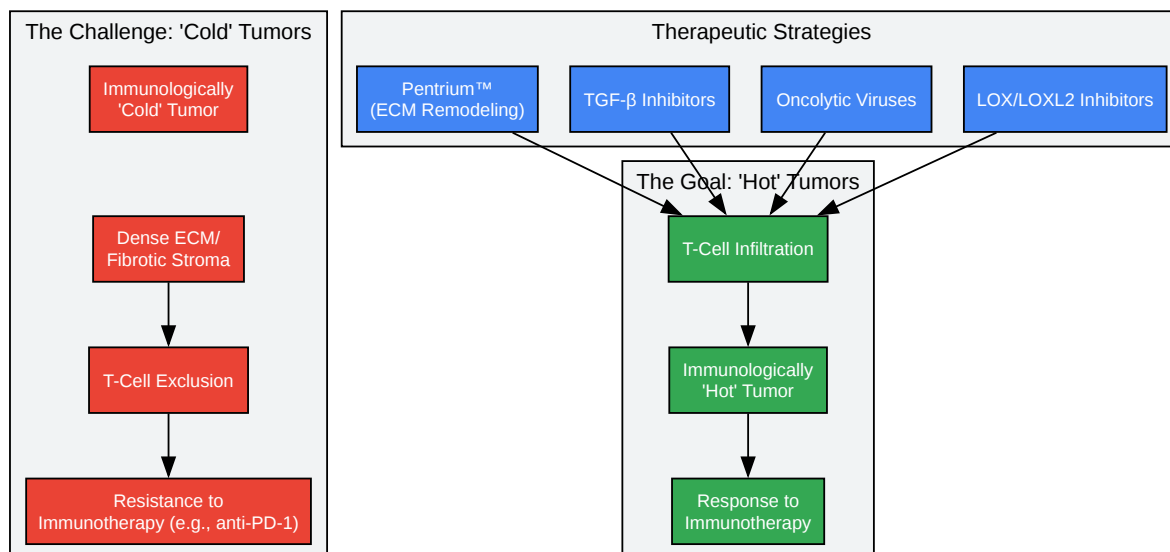 The Challenge: 'Cold' Tumors
Immunologically
'Cold' Tumor
Dense ECM/
Fibrotic Stroma
T-Cell Exclusion
Resistance to
Immunotherapy (e.g., anti-PD-1)
Therapeutic Strategies
Pentrium™
(ECM Remodeling)
TGF-β Inhibitors
Oncolytic Viruses
LOX/LOXL2 Inhibitors
The Goal: 'Hot' Tumors
T-Cell Infiltration
Immunologically
'Hot' Tumor
Response to
Immunotherapy